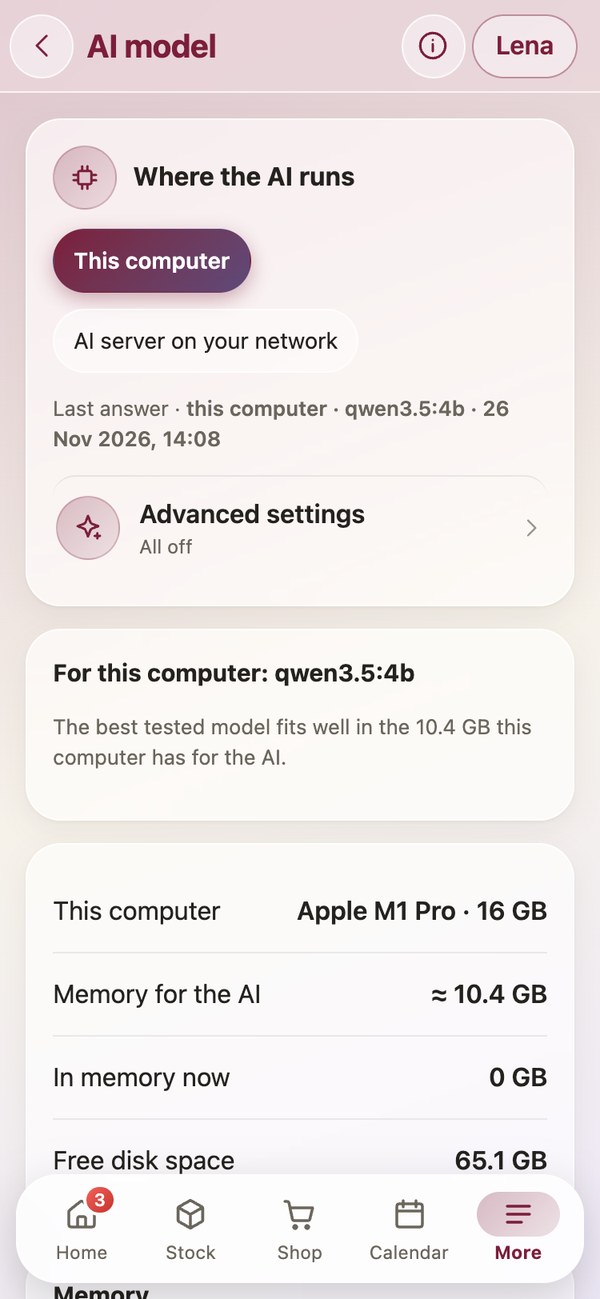 AI model
Lena
Where the AI runs
This computer
AI server on your network
Last answer · this computer · qwen3.5:4b · 26
Nov 2026, 14:08
Advanced settings
All off
For this computer: qwen3.5:4b
The best tested model fits well in the 10.4 GB this
computer has for the AI.
This computer Apple M1 Pro · 16 GB
Memory for the AI ≈ 10.4 GB
In memory now 0 GB
Free disk space 65.1 GB
3
Home Stock Shop Calendar More
Memory